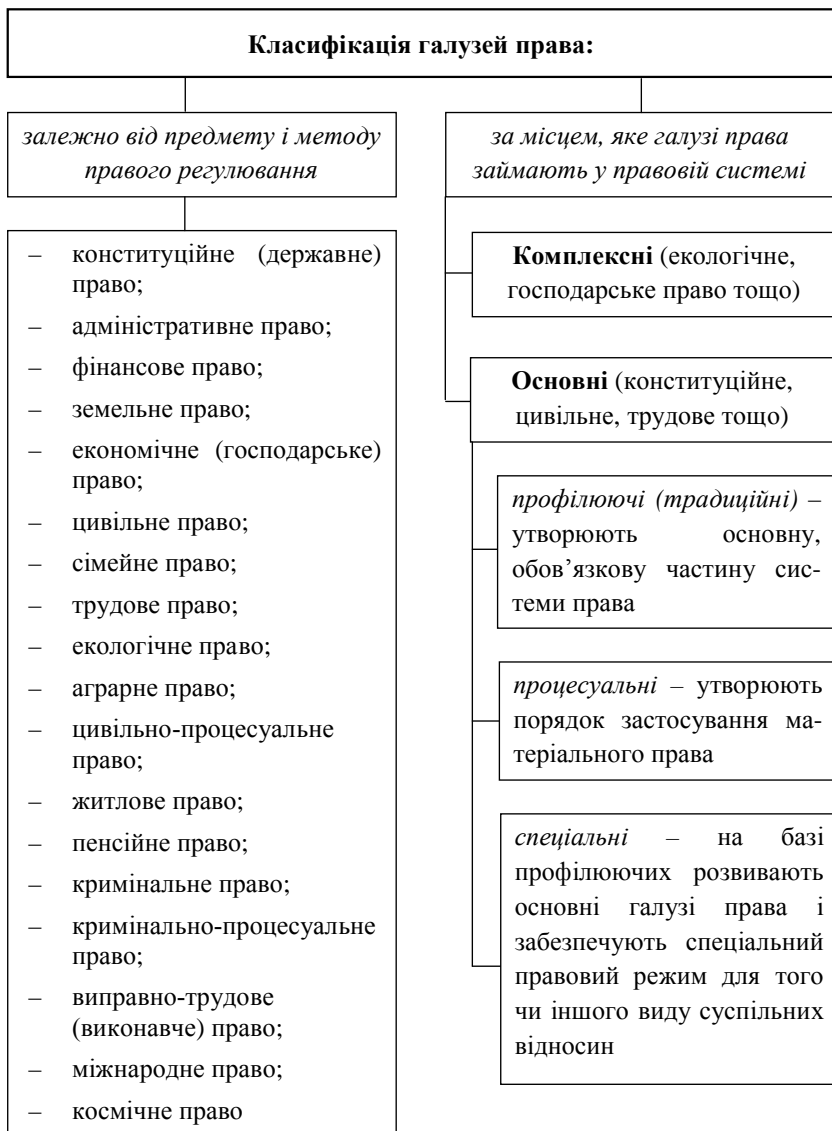 Класифікація галузей права:
залежно від предмету і методу
правого регулювання
– конституційне (державне)
право;
– адміністративне право;
– фінансове право;
– земельне право;
– економічне (господарське)
право;
– цивільне право;
– сімейне право;
– трудове право;
– екологічне право;
– аграрне право;
– цивільно-процесуальне
право;
– житлове право;
– пенсійне право;
– кримінальне право;
– кримінально-процесуальне
право;
– виправно-трудове
(виконавче) право;
– міжнародне право;
– космічне право
за місцем, яке галузі права
займають у правовій системі
Комплексні (екологічне,
господарське право тощо)
Основні (конституційне,
цивільне, трудове тощо)
профілюючі (традиційні) –
утворюють основну,
обов’язкову частину сис-
теми права
процесуальні – утворюють
порядок застосування ма-
теріального права
спеціальні – на базі
профілюючих розвивають
основні галузі права і
забезпечують спеціальний
правовий режим для того
чи іншого виду суспільних
відносин